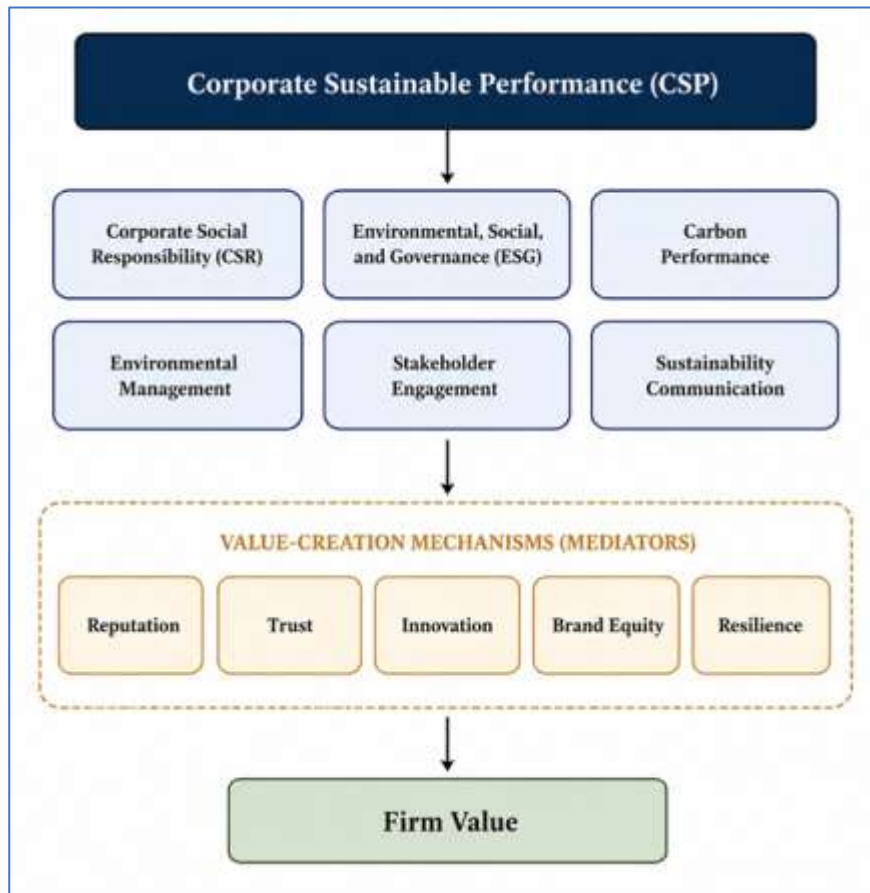 Corporate Sustainable Performance (CSP)
Corporate Social
Responsibility (CSR)
Environmental, Social,
and Governance (ESG)
Carbon
Performance
Environmental
Management
Stakeholder
Engagement
Sustainability
Communication
VALUE-CREATION MECHANISMS (MEDIATORS)
Reputation
Trust
Innovation
Brand Equity
Resilience
Firm Value